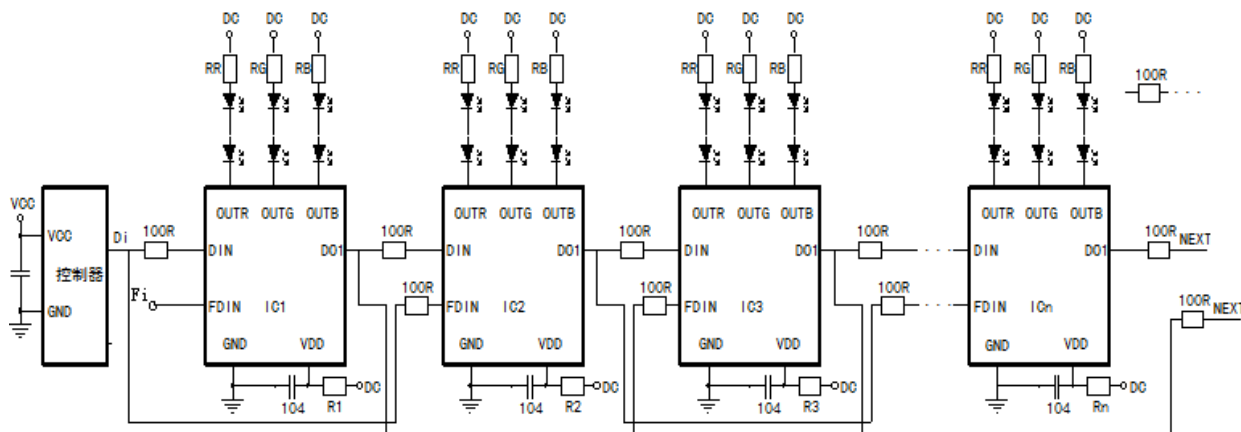 DC DC DC DC DC DC DC DC DC DC DC DC
RR RG RB RR RG RB RR RG RB RR RG RB 100R
VCC OUTR OUTG OUTB OUTR OUTG OUTB OUTR OUTG OUTB OUTR OUTG OUTB
VCC Di 100R DIN DO1 100R DIN DO1 100R DIN DO1 100R DIN DO1 100R NEXT
控制器 100R 100R 100R
GND Fi FDIN IC1 FDIN IC2 FDIN IC3 FDIN ICn 100R NEXT
GND VDD GND VDD GND VDD GND VDD
104 R1 DC 104 R2 DC 104 R3 DC 104 Rn DC